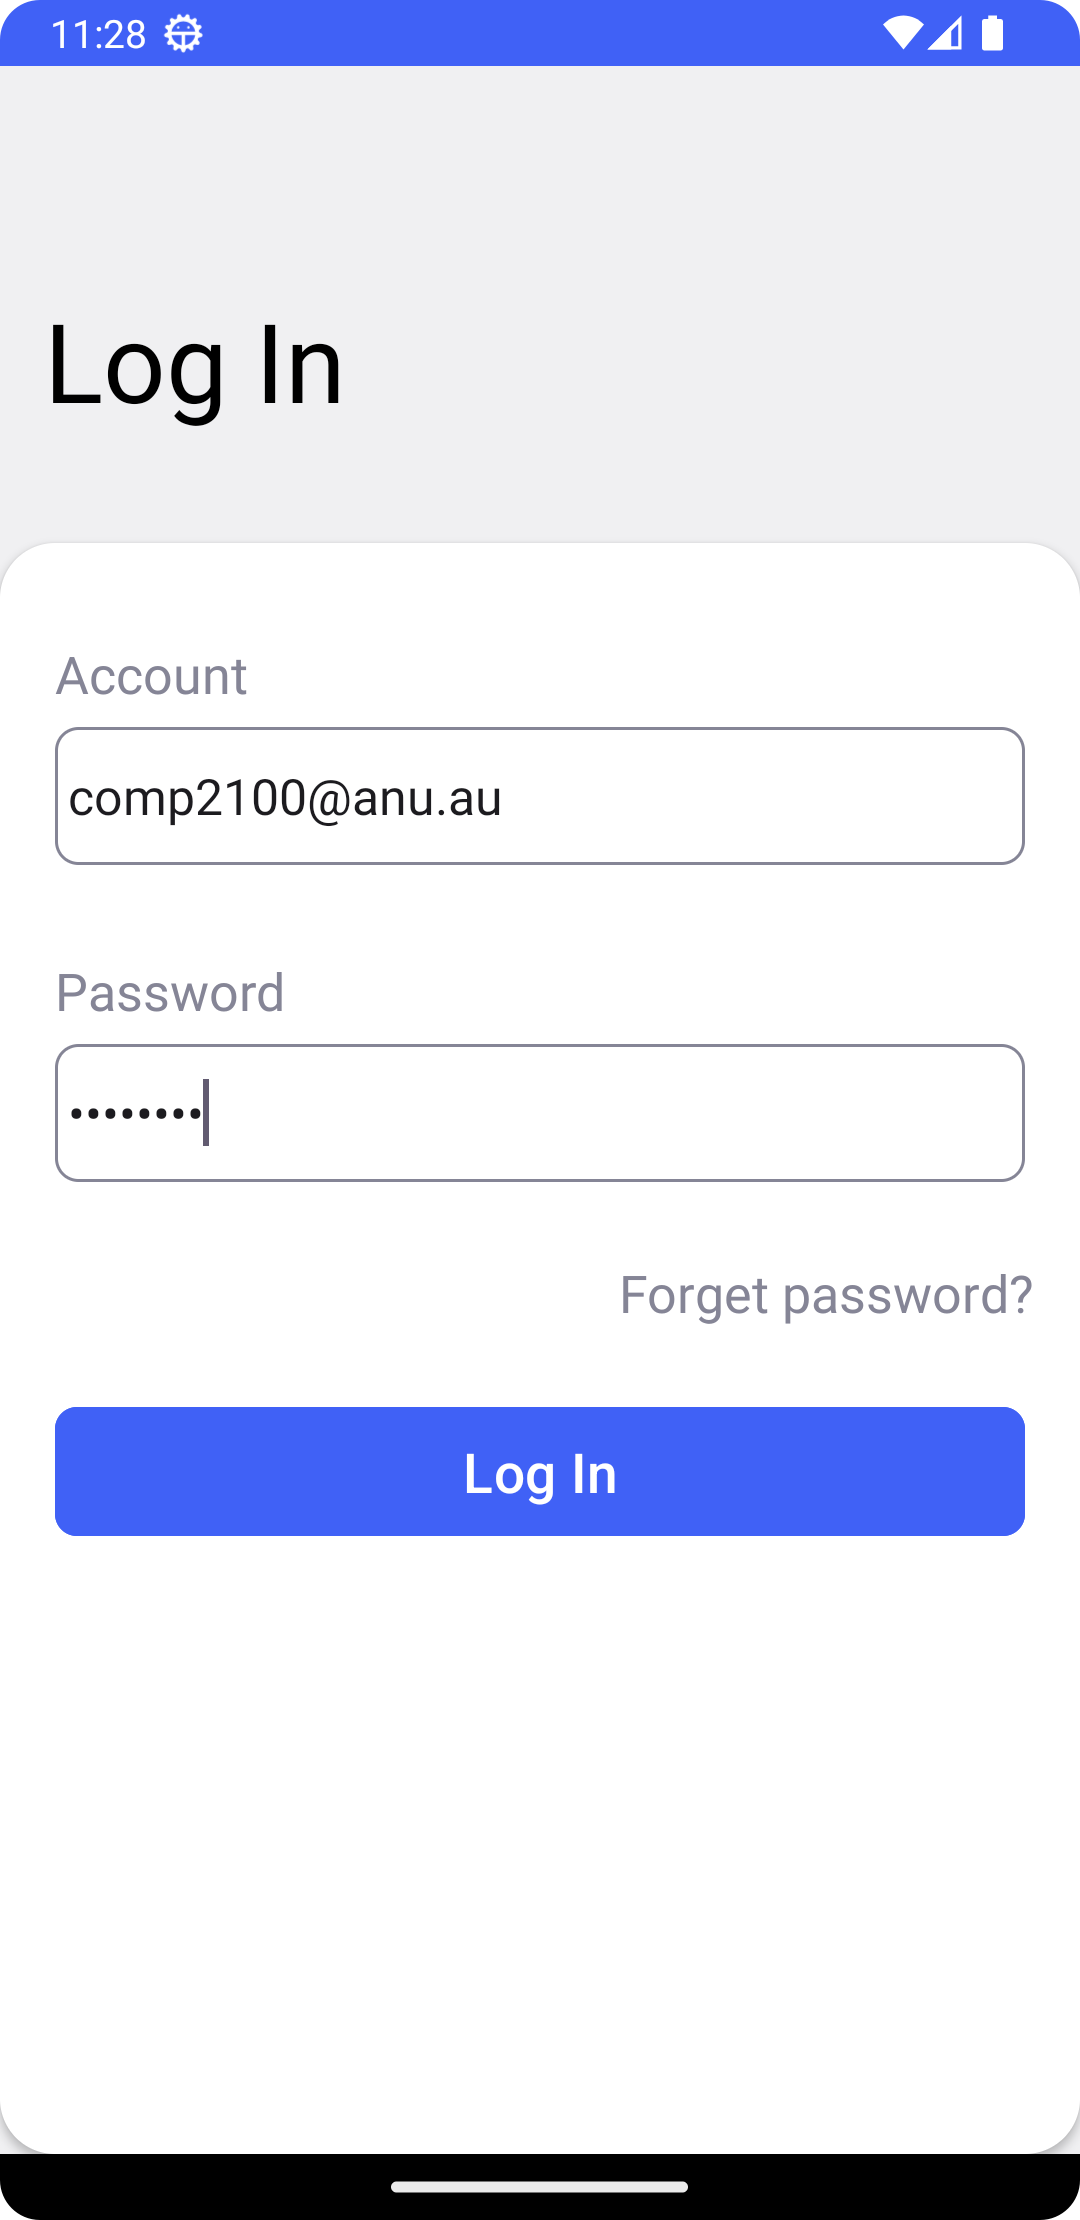 11:28
Log In
Account
comp2100@anu.au
Password
••••••••
Forget password?
Log In